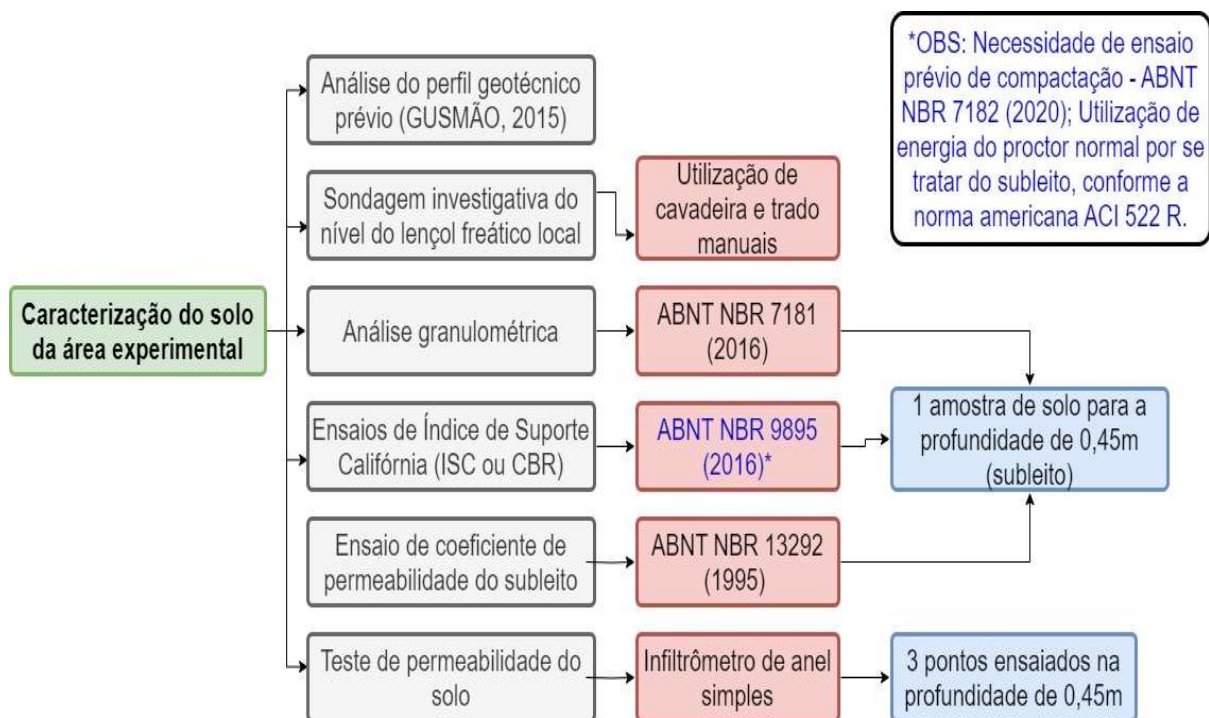 *OBS: Necessidade de ensaio
prévio de compactação - ABNT
NBR 7182 (2020); Utilização de
energia do proctor normal por se
tratar do subleito, conforme a
norma americana ACI 522 R.
Caracterização do solo
da área experimental
Análise do perfil geotécnico
prévio (GUSMÃO, 2015)
Sondagem investigativa do
nível do lençol freático local
Utilização de
cavadeira e trado
manuais
Análise granulométrica
ABNT NBR 7181
(2016)
Ensaios de Índice de Suporte
Califórnia (ISC ou CBR)
ABNT NBR 9895
(2016)*
1 amostra de solo para a
profundidade de 0,45m
(subleito)
Ensaio de coeficiente de
permeabilidade do subleito
ABNT NBR 13292
(1995)
Teste de permeabilidade do
solo
Infiltrômetro de anel
simples
3 pontos ensaiados na
profundidade de 0,45m